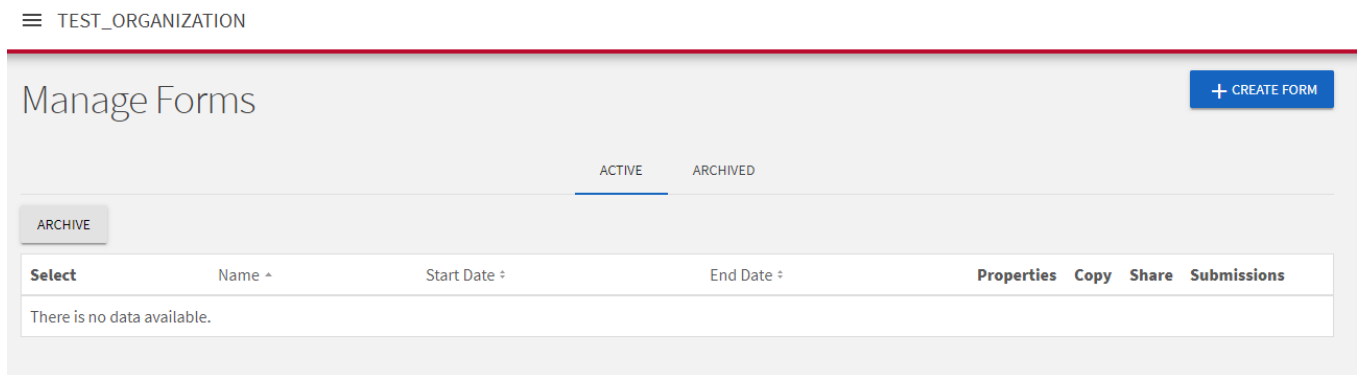 TEST_ORGANIZATION
Manage Forms
+ CREATE FORM
ACTIVE ARCHIVED
ARCHIVE
Select Name Start Date End Date Properties Copy Share Submissions
There is no data available.